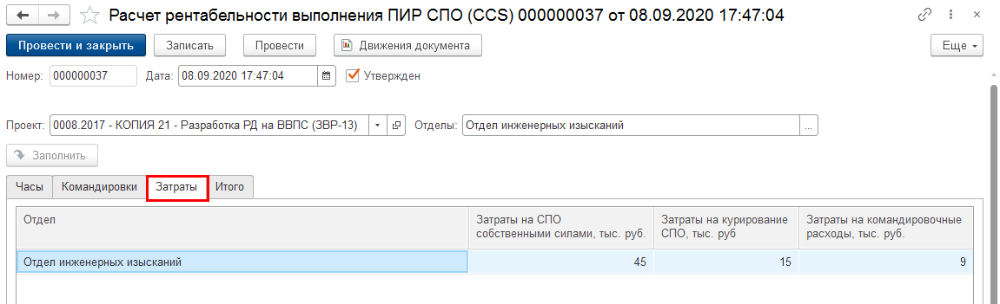 Расчет рентабельности выполнения ПИР СПО (CCS) 000000037 от 08.09.2020 17:47:04
Провести и закрыть Записать Провести Движения документа Еще
Номер: 000000037 Дата: 08.09.2020 17:47:04 Утвержден
Проект: 0008.2017 - КОПИЯ 21 - Разработка РД на ВВПС (ЗВР-13) Отделы: Отдел инженерных изысканий ...
Заполнить
Часы Командировки Затраты Итого
Отдел Затраты на СПО собственными силами, тыс. руб. Затраты на курирование СПО, тыс. руб Затраты на командировочные расходы, тыс. руб.
Отдел инженерных изысканий 45 15 9